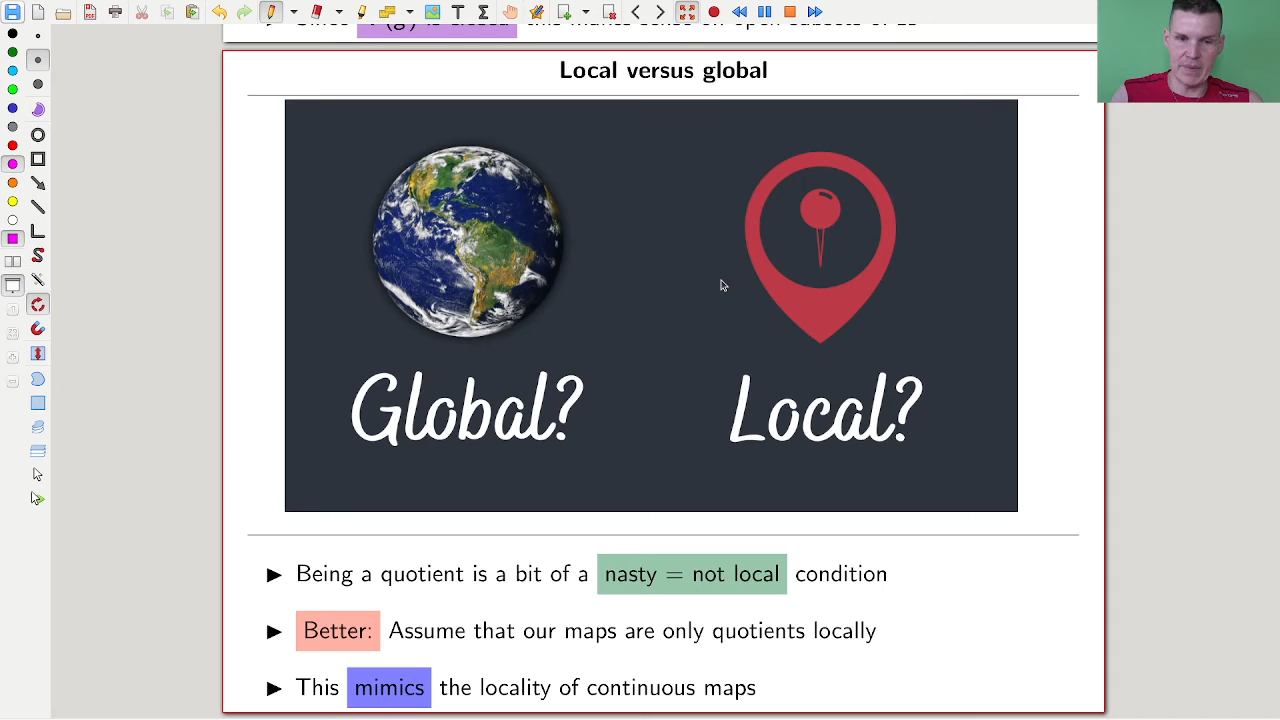 Local versus global
Global?
Local?
► Being a quotient is a bit of a nasty = not local condition
► Better: Assume that our maps are only quotients locally
► This mimics the locality of continuous maps